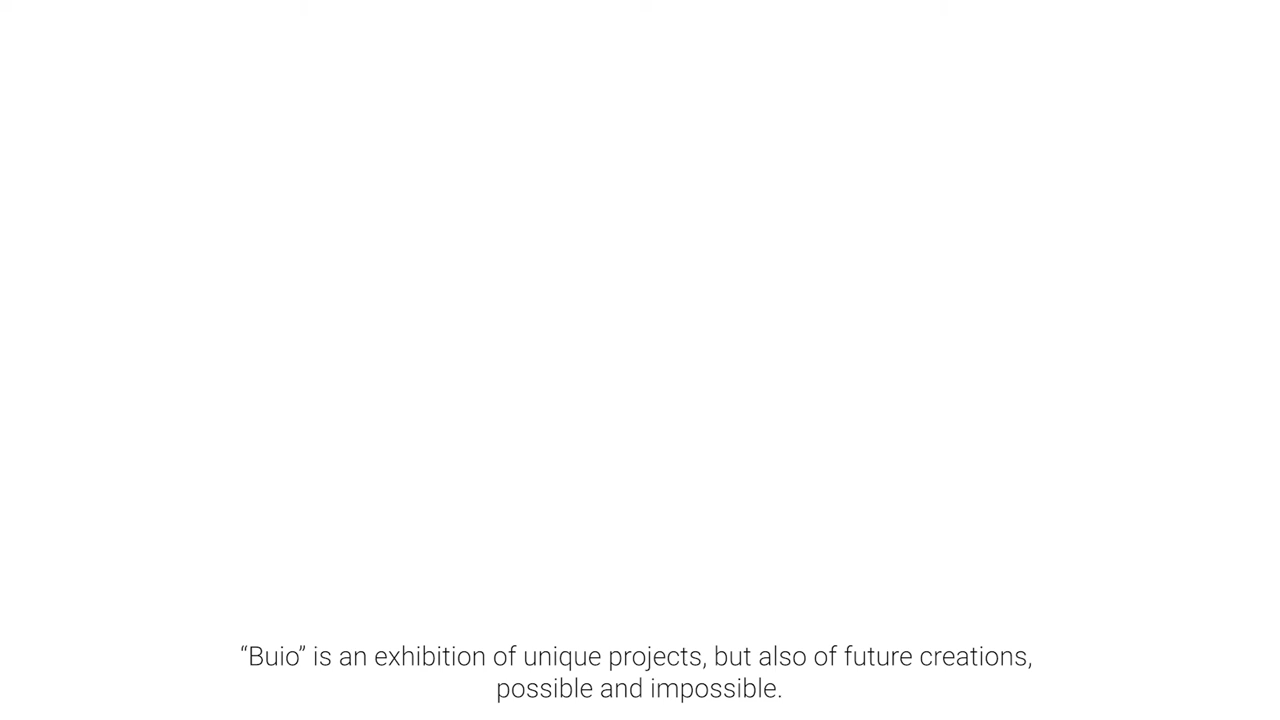 “Buio” is an exhibition of unique projects, but also of future creations,
possible and impossible.